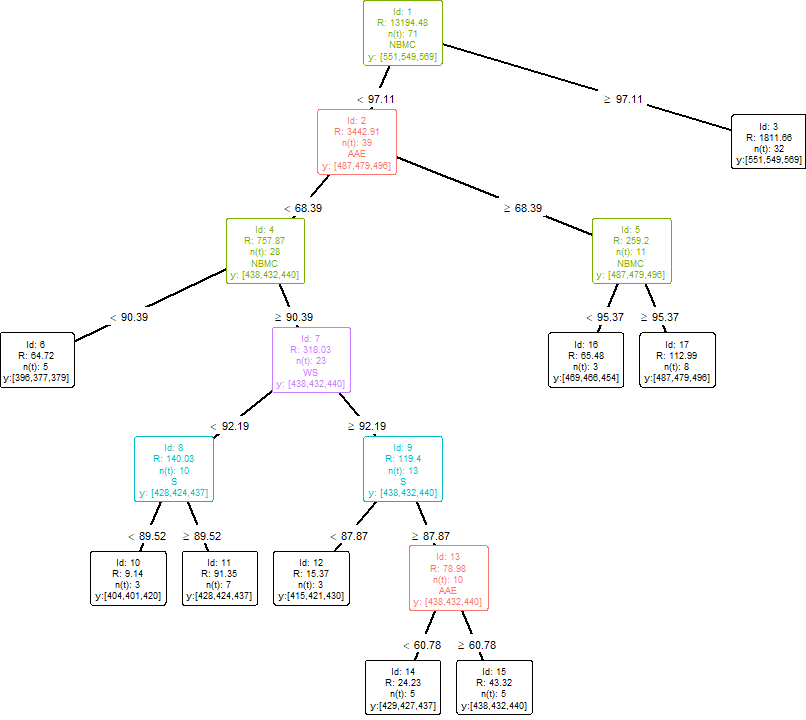 Id: 1
R: 13194.48
n(t): 71
NBMC
y: [551,549,569]
< 97.11
≥ 97.11
Id: 2
R: 3442.91
n(t): 39
AAE
y: [487,479,496]
Id: 3
R: 1811.66
n(t): 32
y:[551,549,569]
< 68.39
≥ 68.39
Id: 4
R: 757.87
n(t): 28
NBMC
y: [438,432,440]
Id: 5
R: 259.2
n(t): 11
NBMC
y: [487,479,496]
< 90.39
≥ 90.39
< 95.37
≥ 95.37
Id: 6
R: 64.72
n(t): 5
y:[396,377,379]
Id: 7
R: 318.03
n(t): 23
WS
y: [438,432,440]
Id: 16
R: 65.48
n(t): 3
y:[469,466,454]
Id: 17
R: 112.99
n(t): 8
y:[487,479,496]
< 92.19
≥ 92.19
Id: 8
R: 140.03
n(t): 10
S
y: [428,424,437]
Id: 9
R: 119.4
n(t): 13
S
y: [438,432,440]
< 89.52
≥ 89.52
< 87.87
≥ 87.87
Id: 10
R: 9.14
n(t): 3
y:[404,401,420]
Id: 11
R: 91.35
n(t): 7
y:[428,424,437]
Id: 12
R: 15.37
n(t): 3
y:[415,421,430]
Id: 13
R: 78.98
n(t): 10
AAE
y: [438,432,440]
< 60.78
≥ 60.78
Id: 14
R: 24.23
n(t): 5
y:[429,427,437]
Id: 15
R: 43.32
n(t): 5
y:[438,432,440]